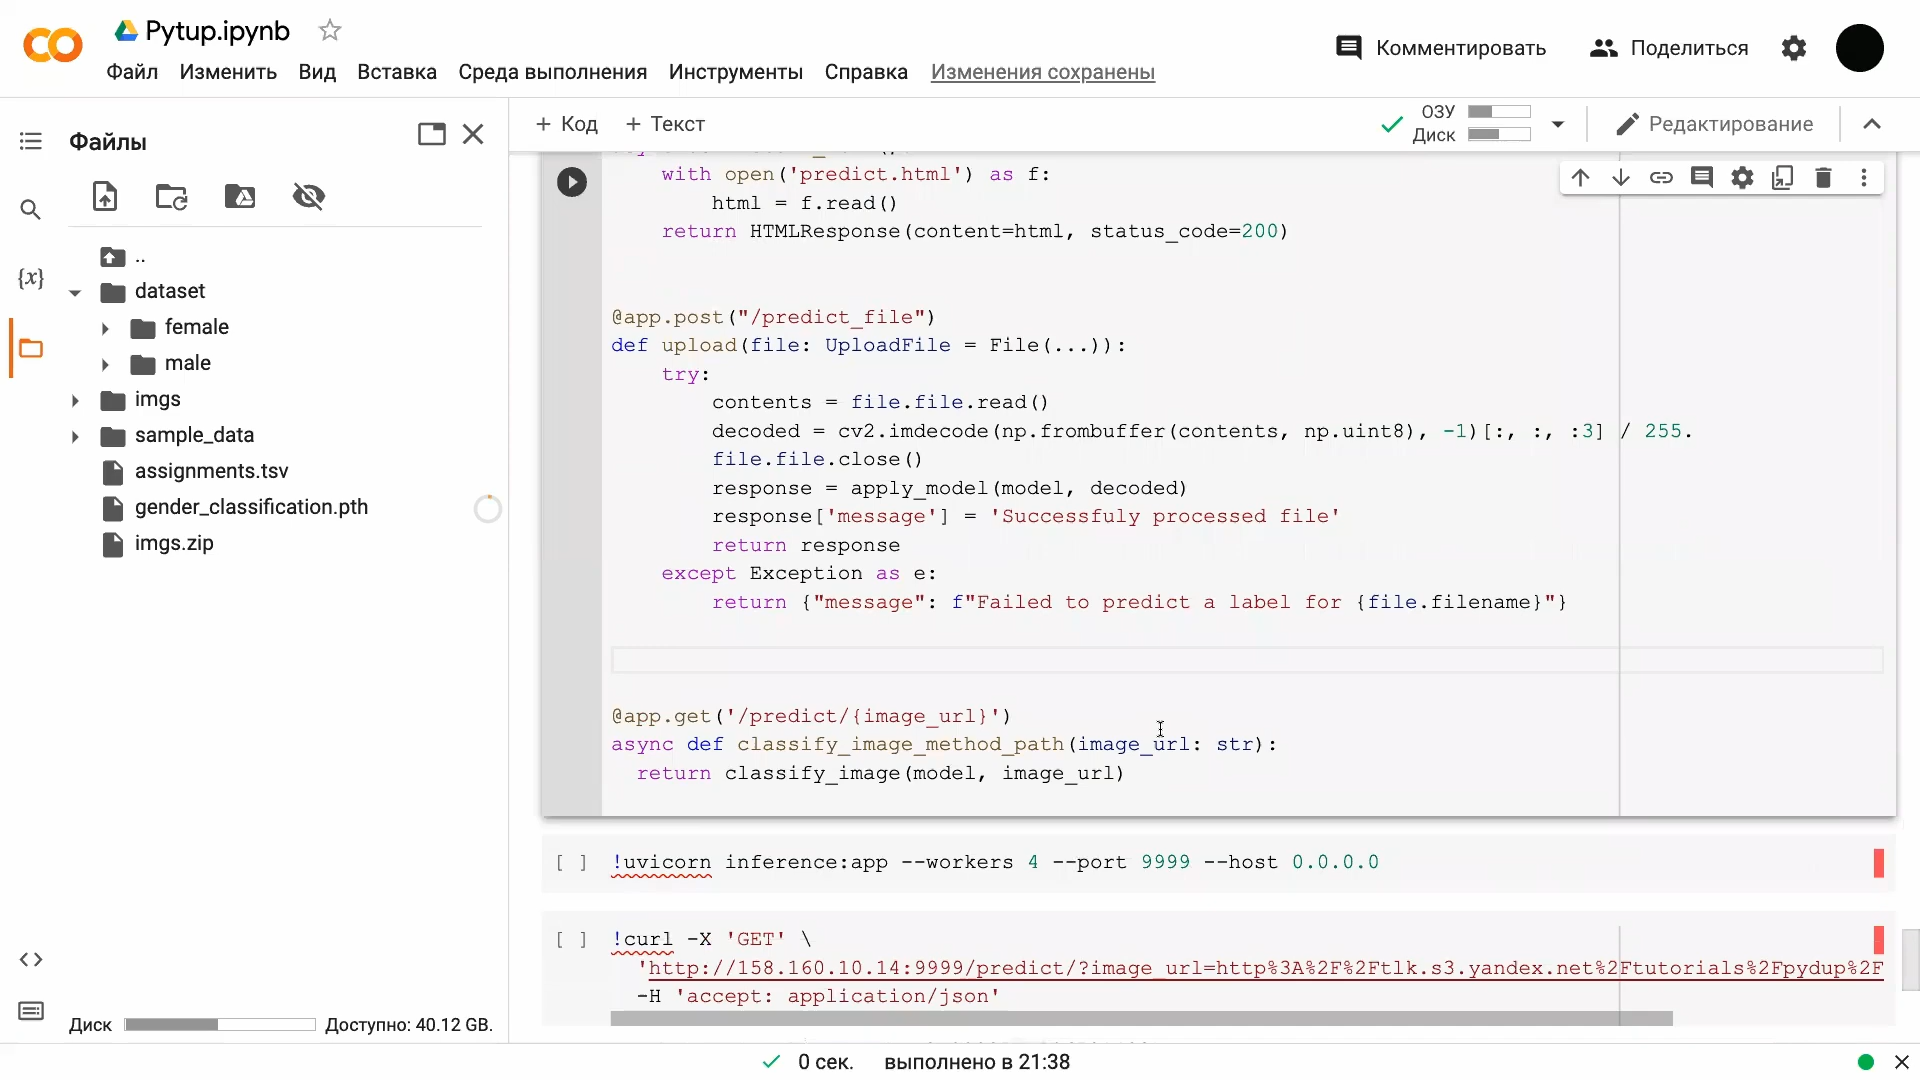 Pytup.ipynb
Файл Изменить Вид Вставка Среда выполнения Инструменты Справка Изменения сохранены
Комментировать
Поделиться
Файлы
+ Код + Текст
ОЗУ
Диск
Редактирование
..
dataset
female
male
imgs
sample_data
assignments.tsv
gender_classification.pth
imgs.zip
{x}
Диск Доступно: 40.12 GB.
with open('predict.html') as f:
html = f.read()
return HTMLResponse(content=html, status_code=200)
@app.post("/predict_file")
def upload(file: UploadFile = File(...)):
try:
contents = file.file.read()
decoded = cv2.imdecode(np.frombuffer(contents, np.uint8), -1)[:, :, :3] / 255.
file.file.close()
response = apply_model(model, decoded)
response['message'] = 'Successfuly processed file'
return response
except Exception as e:
return {"message": f"Failed to predict a label for {file.filename}"}
@app.get('/predict/{image_url}')
async def classify_image_method_path(image_url: str):
return classify_image(model, image_url)
[ ] !uvicorn inference:app --workers 4 --port 9999 --host 0.0.0.0
[ ] !curl -X 'GET' \
'http://158.160.10.14:9999/predict/?image_url=http%3A%2F%2Ftlk.s3.yandex.net%2Ftutorials%2Fpydup%2F
-H 'accept: application/json'
0 сек. выполнено в 21:38